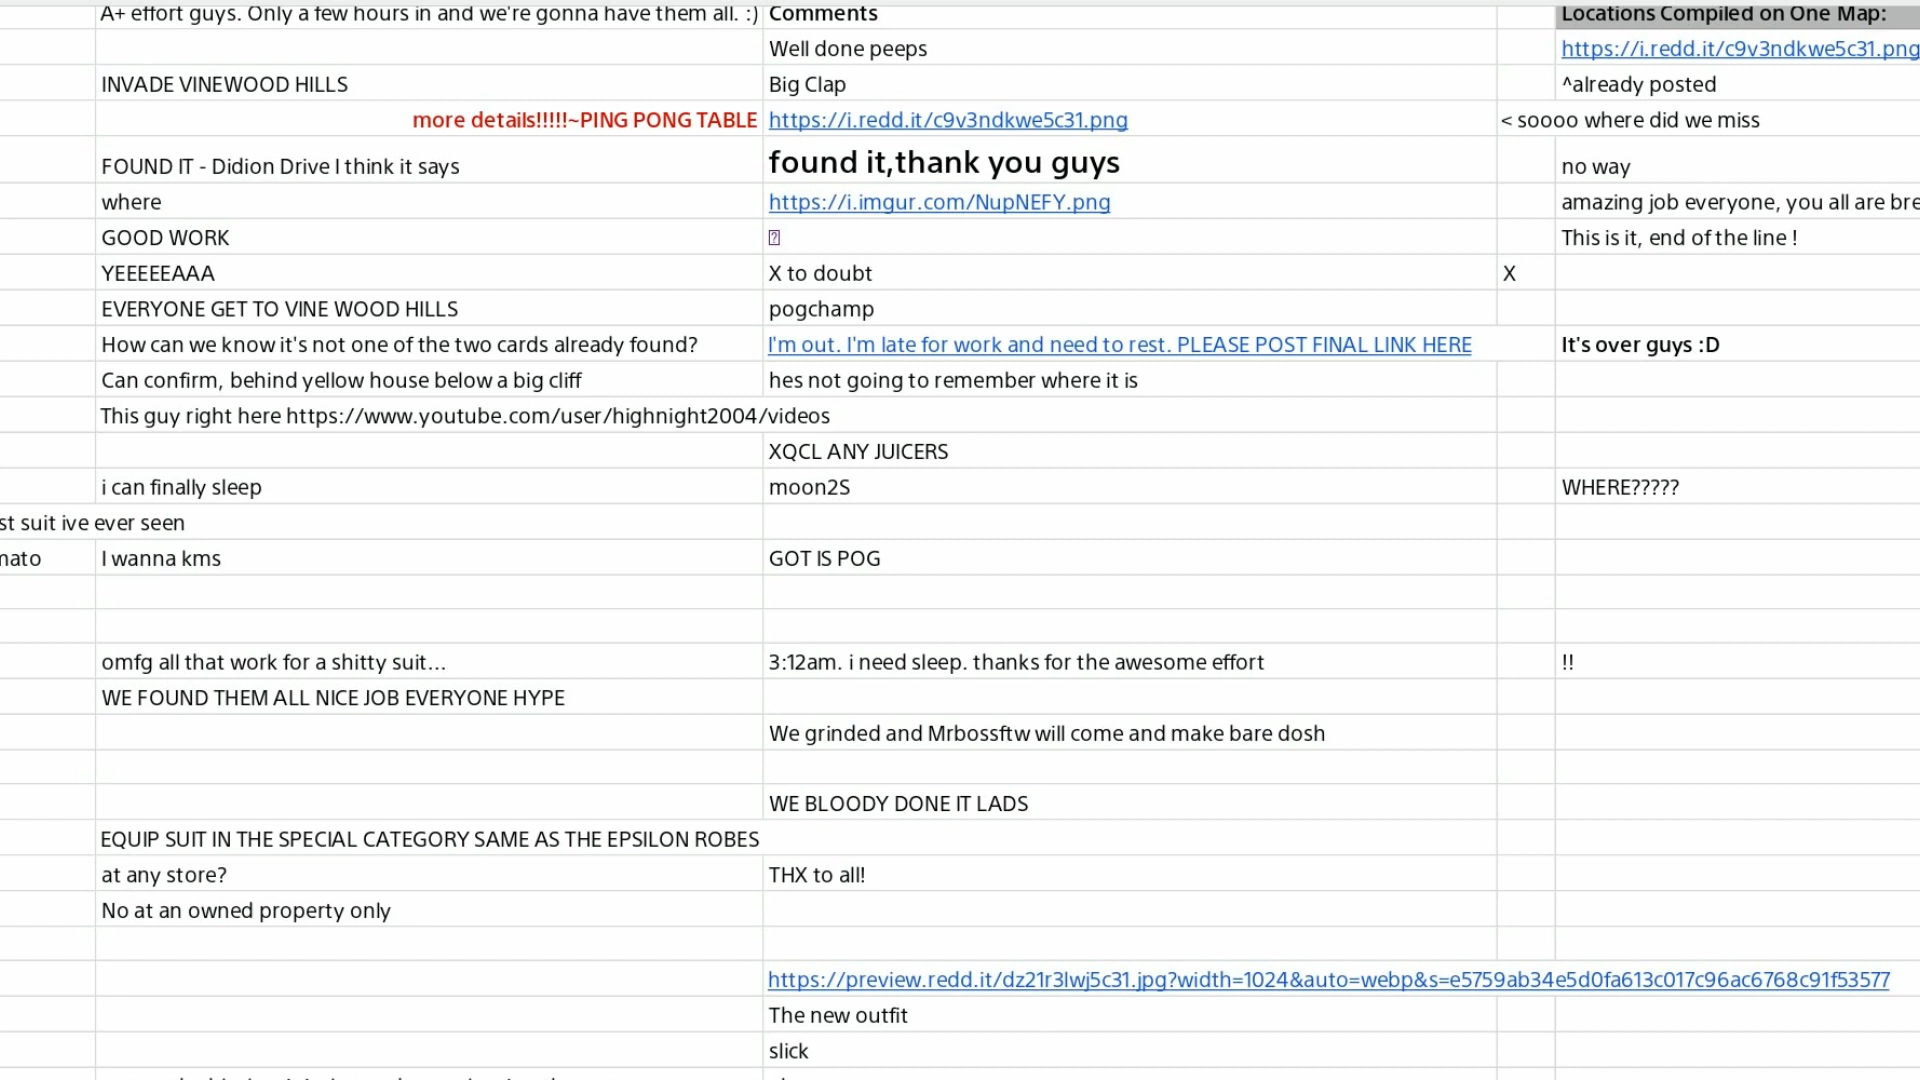 A+ effort guys. Only a few hours in and we're gonna have them all. :) Comments Locations Compiled on One Map:
Well done peeps https://i.redd.it/c9v3ndkwe5c31.png
INVADE VINEWOOD HILLS Big Clap ^already posted
more details!!!!!~PING PONG TABLE https://i.redd.it/c9v3ndkwe5c31.png < soooo where did we miss
FOUND IT - Didion Drive I think it says found it,thank you guys no way
where https://i.imgur.com/NupNEFY.png amazing job everyone, you all are bre
GOOD WORK This is it, end of the line !
YEEEEEAAA X to doubt X
EVERYONE GET TO VINE WOOD HILLS pogchamp
How can we know it's not one of the two cards already found? I'm out. I'm late for work and need to rest. PLEASE POST FINAL LINK HERE It's over guys :D
Can confirm, behind yellow house below a big cliff hes not going to remember where it is
This guy right here https://www.youtube.com/user/highnight2004/videos
XQCL ANY JUICERS
i can finally sleep moon2S WHERE?????
st suit ive ever seen
mato I wanna kms GOT IS POG
omfg all that work for a shitty suit... 3:12am. i need sleep. thanks for the awesome effort !!
WE FOUND THEM ALL NICE JOB EVERYONE HYPE
We grinded and Mrbossftw will come and make bare dosh
WE BLOODY DONE IT LADS
EQUIP SUIT IN THE SPECIAL CATEGORY SAME AS THE EPSILON ROBES
at any store? THX to all!
No at an owned property only
https://preview.redd.it/dz21r3lwj5c31.jpg?width=1024&auto=webp&s=e5759ab34e5d0fa613c017c96ac6768c91f53577
The new outfit
slick